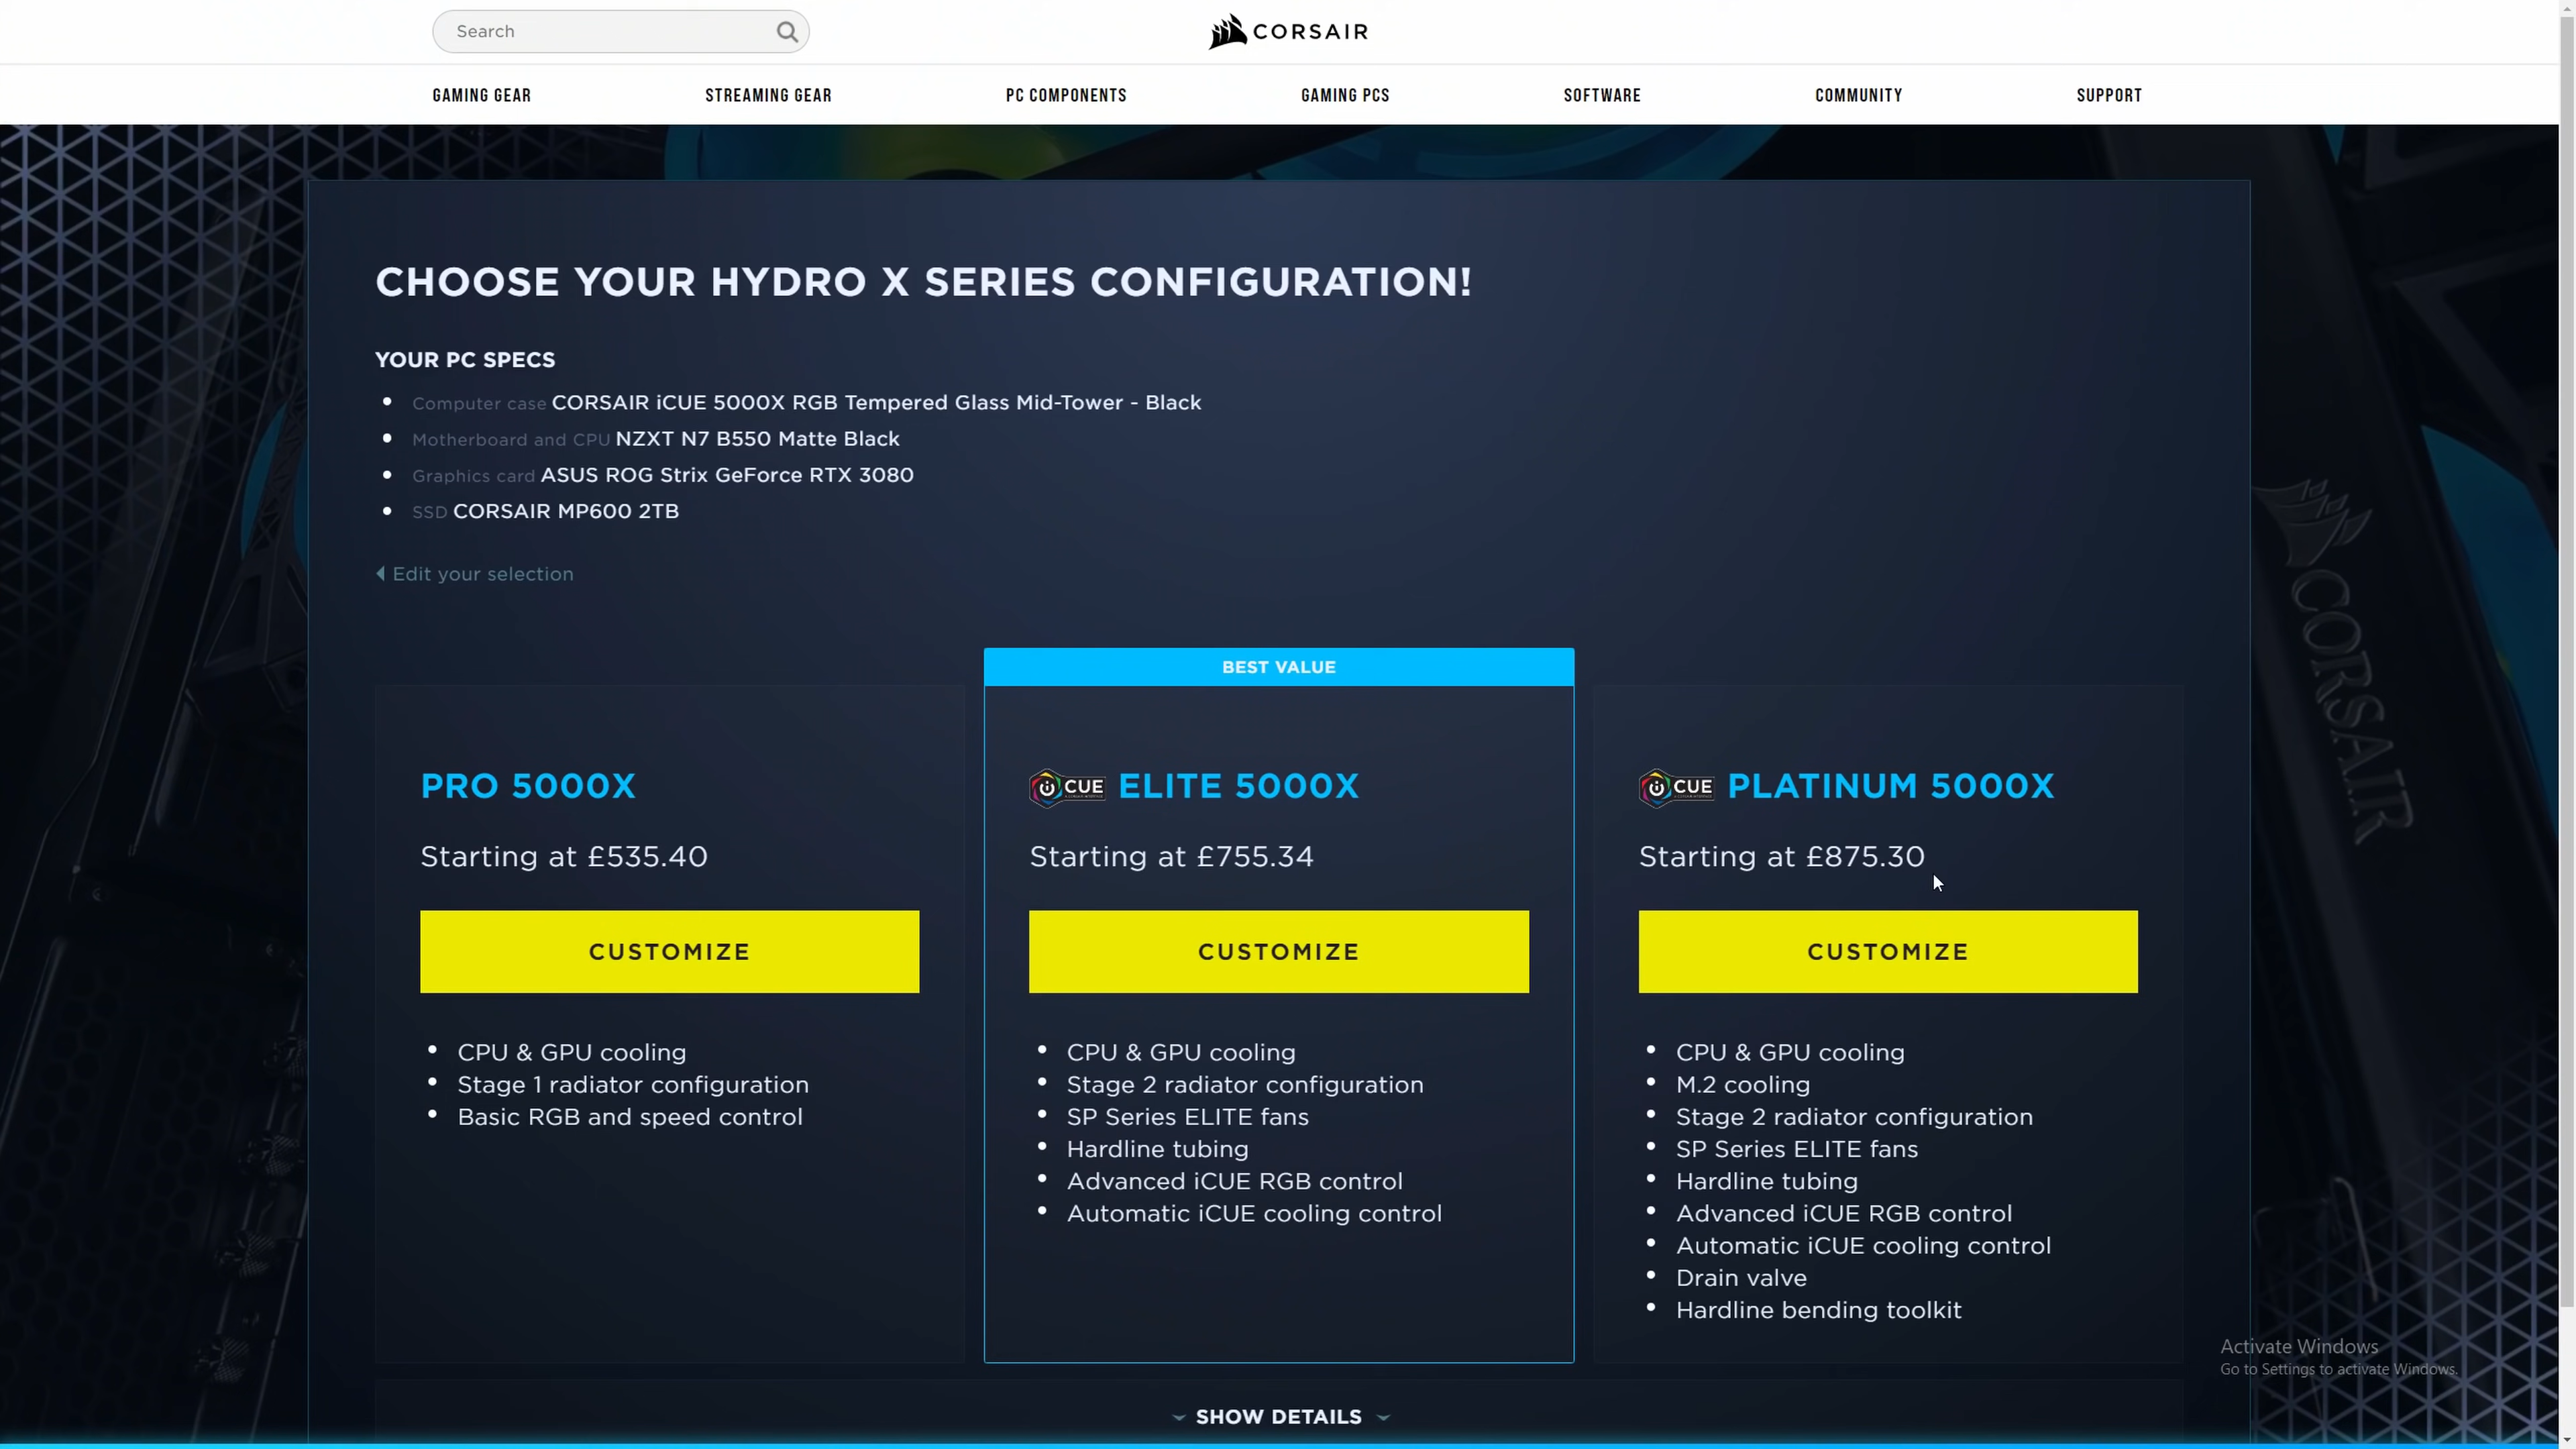 Search
CORSAIR
GAMING GEAR
STREAMING GEAR
PC COMPONENTS
GAMING PCS
SOFTWARE
COMMUNITY
SUPPORT
CHOOSE YOUR HYDRO X SERIES CONFIGURATION!
YOUR PC SPECS
• Computer case CORSAIR iCUE 5000X RGB Tempered Glass Mid-Tower - Black
• Motherboard and CPU NZXT N7 B550 Matte Black
• Graphics card ASUS ROG Strix GeForce RTX 3080
• SSD CORSAIR MP600 2TB
Edit your selection
CORSAIR
PRO 5000X
Starting at £535.40
CUSTOMIZE
• CPU & GPU cooling
• Stage 1 radiator configuration
• Basic RGB and speed control
BEST VALUE
iCUE ELITE 5000X
Starting at £755.34
CUSTOMIZE
• CPU & GPU cooling
• Stage 2 radiator configuration
• SP Series ELITE fans
• Hardline tubing
• Advanced iCUE RGB control
• Automatic iCUE cooling control
iCUE PLATINUM 5000X
Starting at £875.30
CUSTOMIZE
• CPU & GPU cooling
• M.2 cooling
• Stage 2 radiator configuration
• SP Series ELITE fans
• Hardline tubing
• Advanced iCUE RGB control
• Automatic iCUE cooling control
• Drain valve
• Hardline bending toolkit
Activate Windows
Go to Settings to activate Windows.
SHOW DETAILS